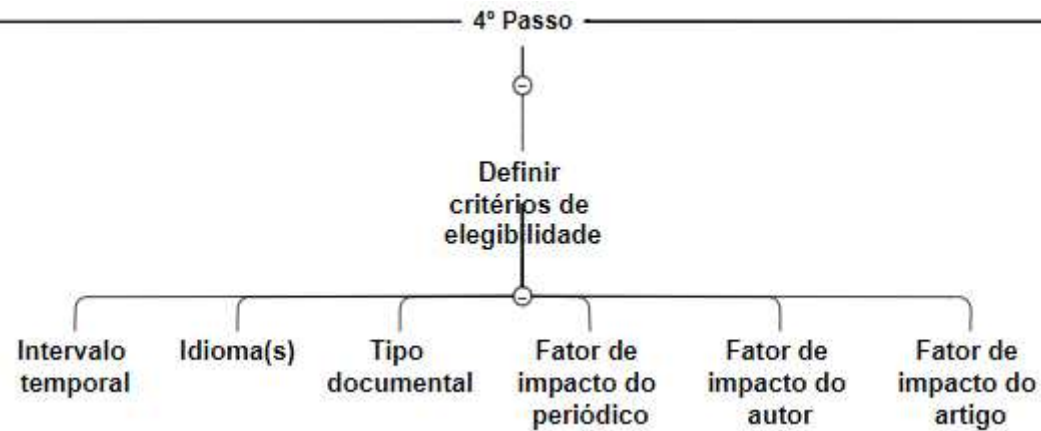 4º Passo
Definir
critérios de
elegibilidade
Intervalo
temporal
Idioma(s)
Tipo
documental
Fator de
impacto do
periódico
Fator de
impacto do
autor
Fator de
impacto do
artigo